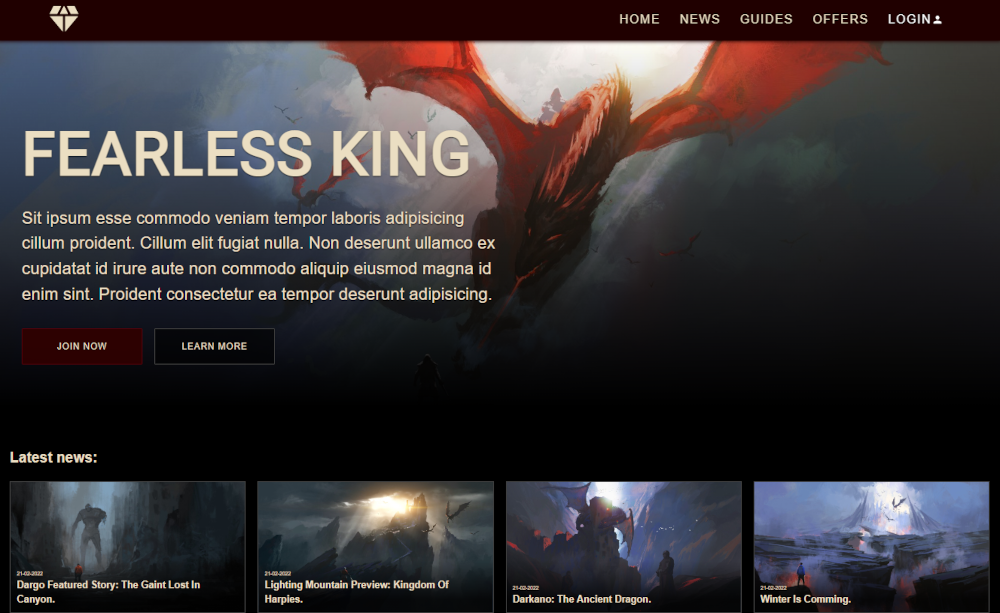 HOME NEWS GUIDES OFFERS LOGIN
FEARLESS KING
Sit ipsum esse commodo veniam tempor laboris adipisicing
cillum proident. Cillum elit fugiat nulla. Non deserunt ullamco ex
cupidatat id irure aute non commodo aliquip eiusmod magna id
enim sint. Proident consectetur ea tempor deserunt adipisicing.
JOIN NOW LEARN MORE
Latest news:
21-02-2022
Dargo Featured Story: The Gaint Lost In
Canyon.
21-02-2022
Lighting Mountain Preview: Kingdom Of
Harpies.
21-02-2022
Darkano: The Ancient Dragon.
21-02-2022
Winter Is Comming.